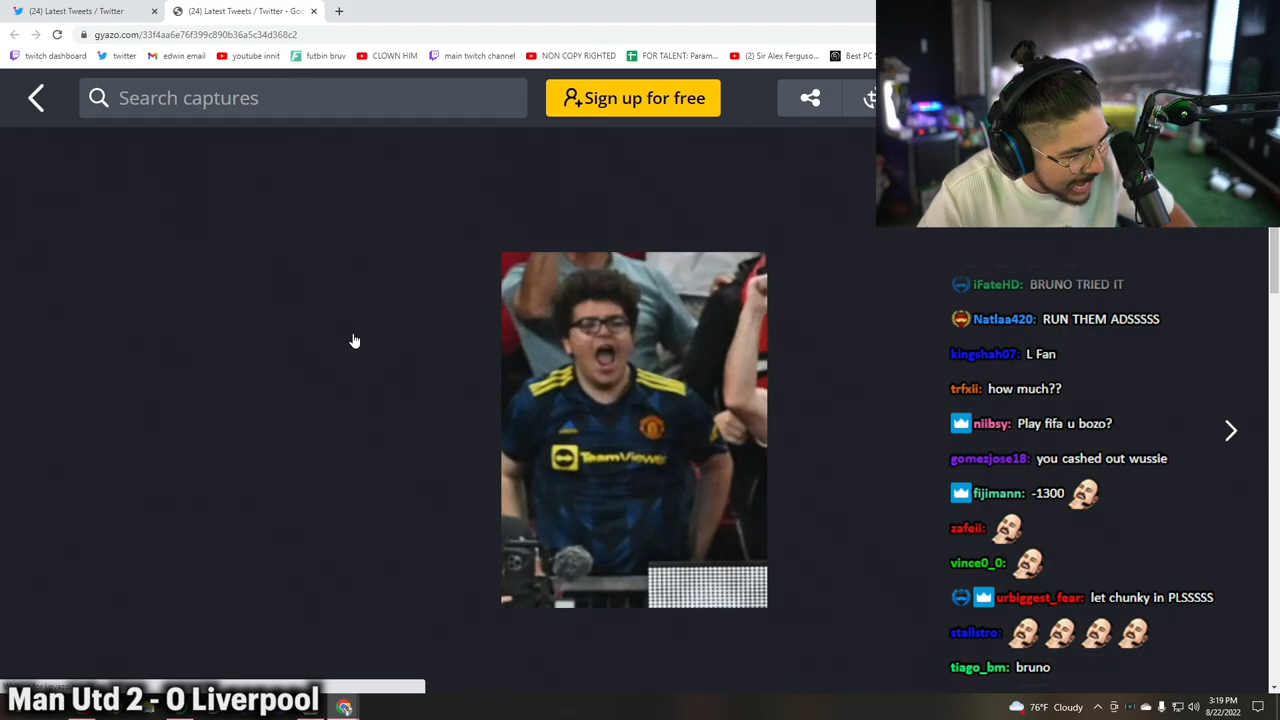 (24) Latest Tweets / Twitter
(24) Latest Tweets / Twitter - Goo
gyazo.com/33f4aa6e76f399c890b36a5c34d368c2
twitch dashboard
twitter
edwin email
youtube innit
futbin bruv
CLOWN HIM
main twitch channel
NON COPY RIGHTED
FOR TALENT: Param...
Sir Alex Ferguso...
Best PC
Search captures
Sign up for free
TeamViewer
iFateHD: BRUNO TRIED IT
Natlaa420: RUN THEM ADSSSSS
kingshah07: L Fan
trfxii: how much??
niibsy: Play fifa u bozo?
gomezjose18: you cashed out wussie
fijimann: -1300
zafeii:
vince0_0:
urbiggest_fear: let chunky in PLSSSSS
stallstro:
tiago_bm: bruno
Man Utd 2 - 0 Liverpool
76°F Cloudy
3:19 PM
8/22/2022